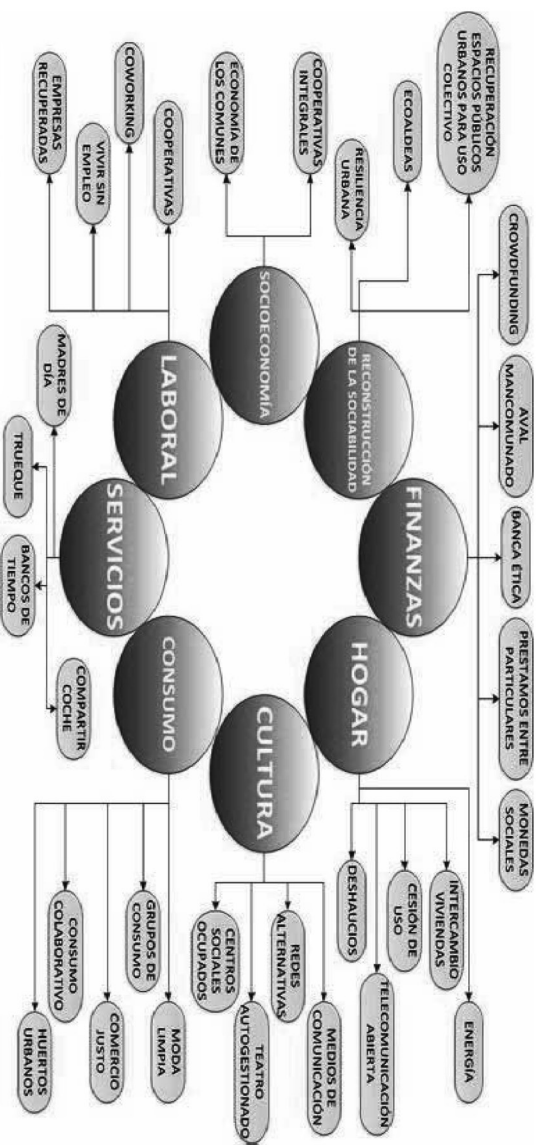 CROWDFUNDING
AVAL
MANCOMUNADO
BANCA ÉTICA
PRESTAMOS ENTRE
PARTICULARES
MONEDAS
SOCIALES
RECUPERACIÓN
ESPACIOS PÚBLICOS
URBANOS PARA USO
COLECTIVO
ECOALDEAS
RESILIENCIA
URBANA
RECONSTRUCCIÓN
DE LA SOCIABILIDAD
FINANZAS
HOGAR
ENERGÍA
INTERCAMBIO
VIVIENDAS
CESIÓN DE
USO
TELECOMUNICACIÓN
ABIERTA
DESHAUCIOS
COOPERATIVAS
INTEGRALES
ECONOMÍA DE
LOS COMUNES
SOCIOECONOMÍA
CULTURA
MEDIOS DE
COMUNICACIÓN
REDES
ALTERNATIVAS
TEATRO
AUTOGESTIONADO
CENTROS
SOCIALES
OCUPADOS
COOPERATIVAS
COWORKING
VIVIR SIN
EMPLEO
EMPRESAS
RECUPERADAS
LABORAL
SERVICIOS
CONSUMO
MODA
LIMPIA
GRUPOS DE
CONSUMO
COMERCIO
JUSTO
CONSUMO
COLABORATIVO
HUERTOS
URBANOS
MADRES DE
DÍA
TRUEQUE
BANCOS DE
TIEMPO
COMPARTIR
COCHE